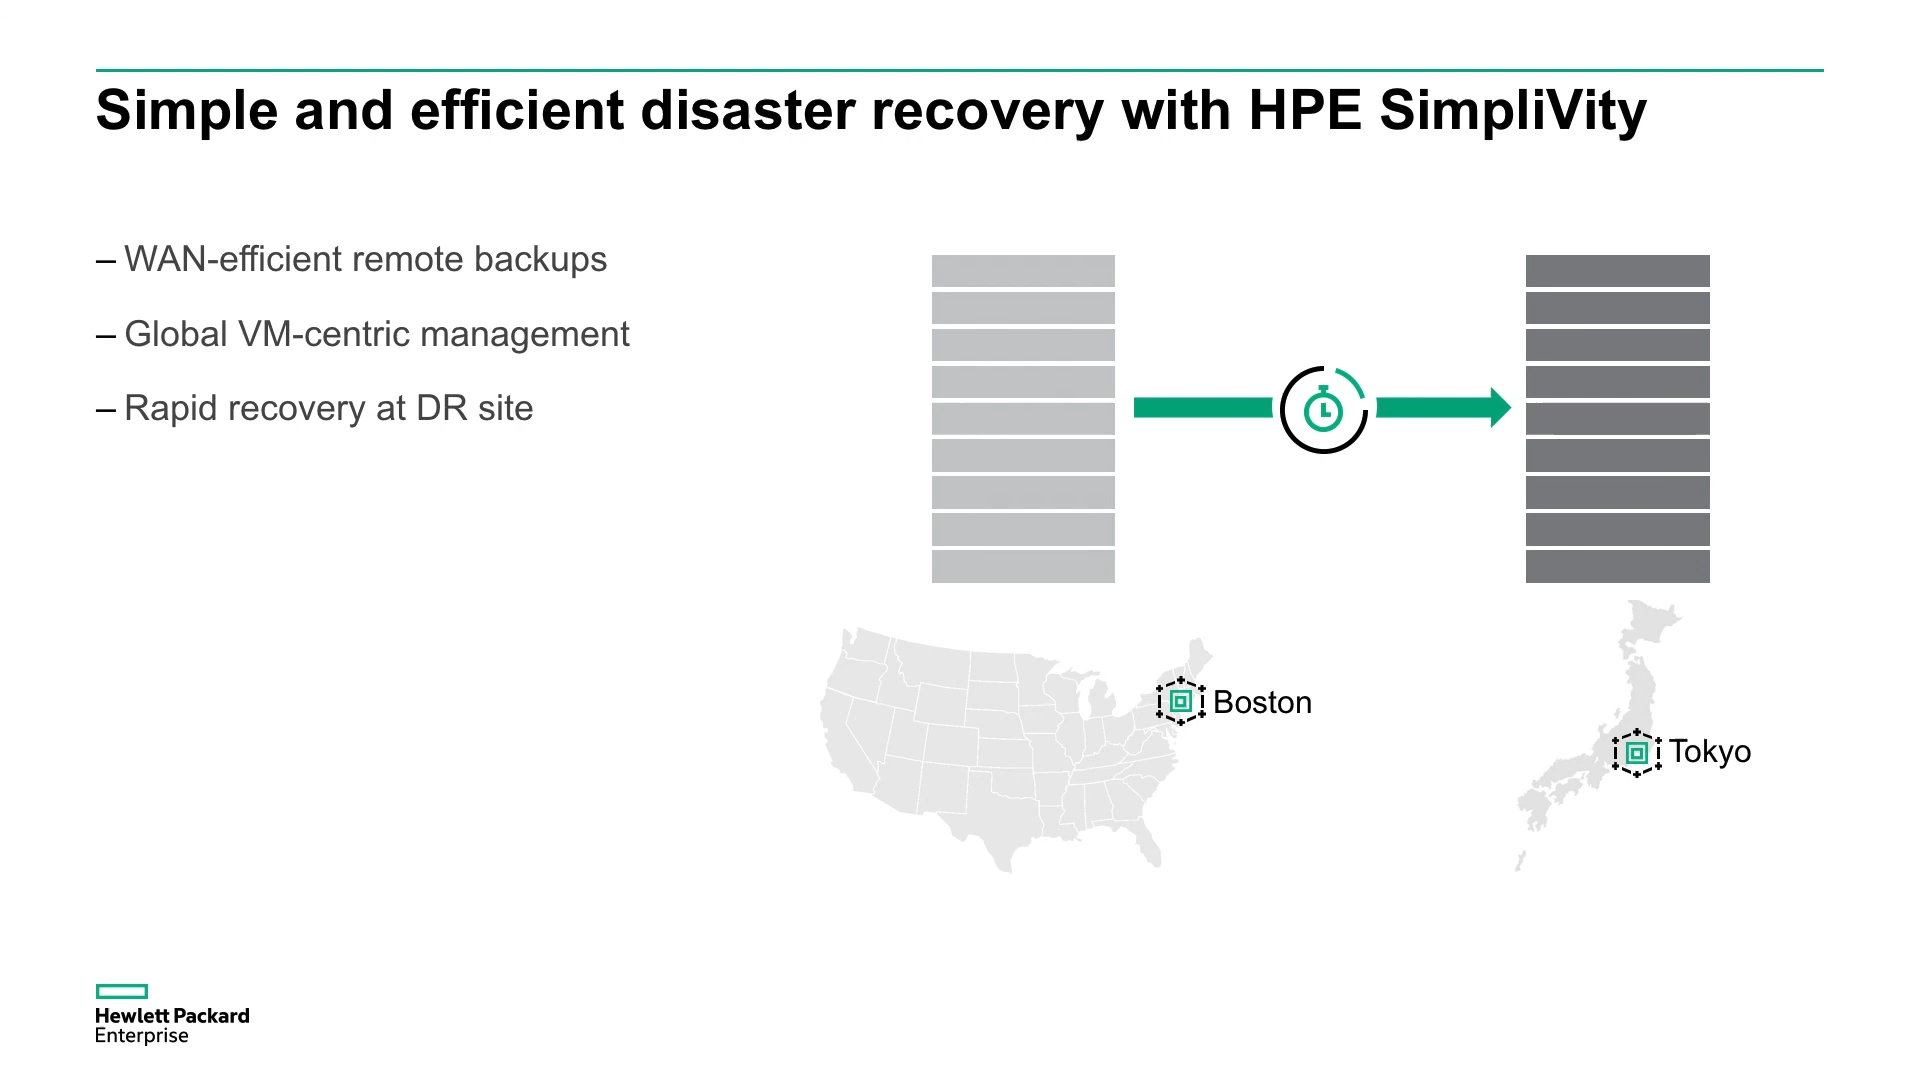 Simple and efficient disaster recovery with HPE SimpliVity
– WAN-efficient remote backups
– Global VM-centric management
– Rapid recovery at DR site
Boston
Tokyo
Hewlett Packard
Enterprise